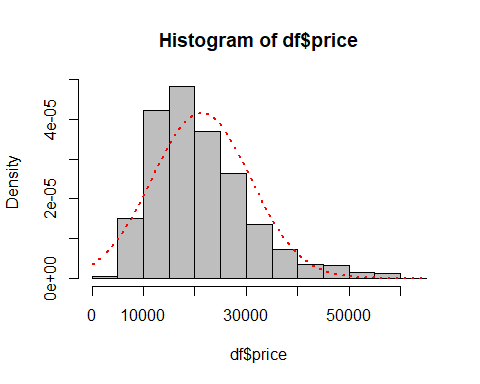 Histogram of df$price
Density
4e-05
2e-05
0e+00
0 10000 30000 50000
df$price